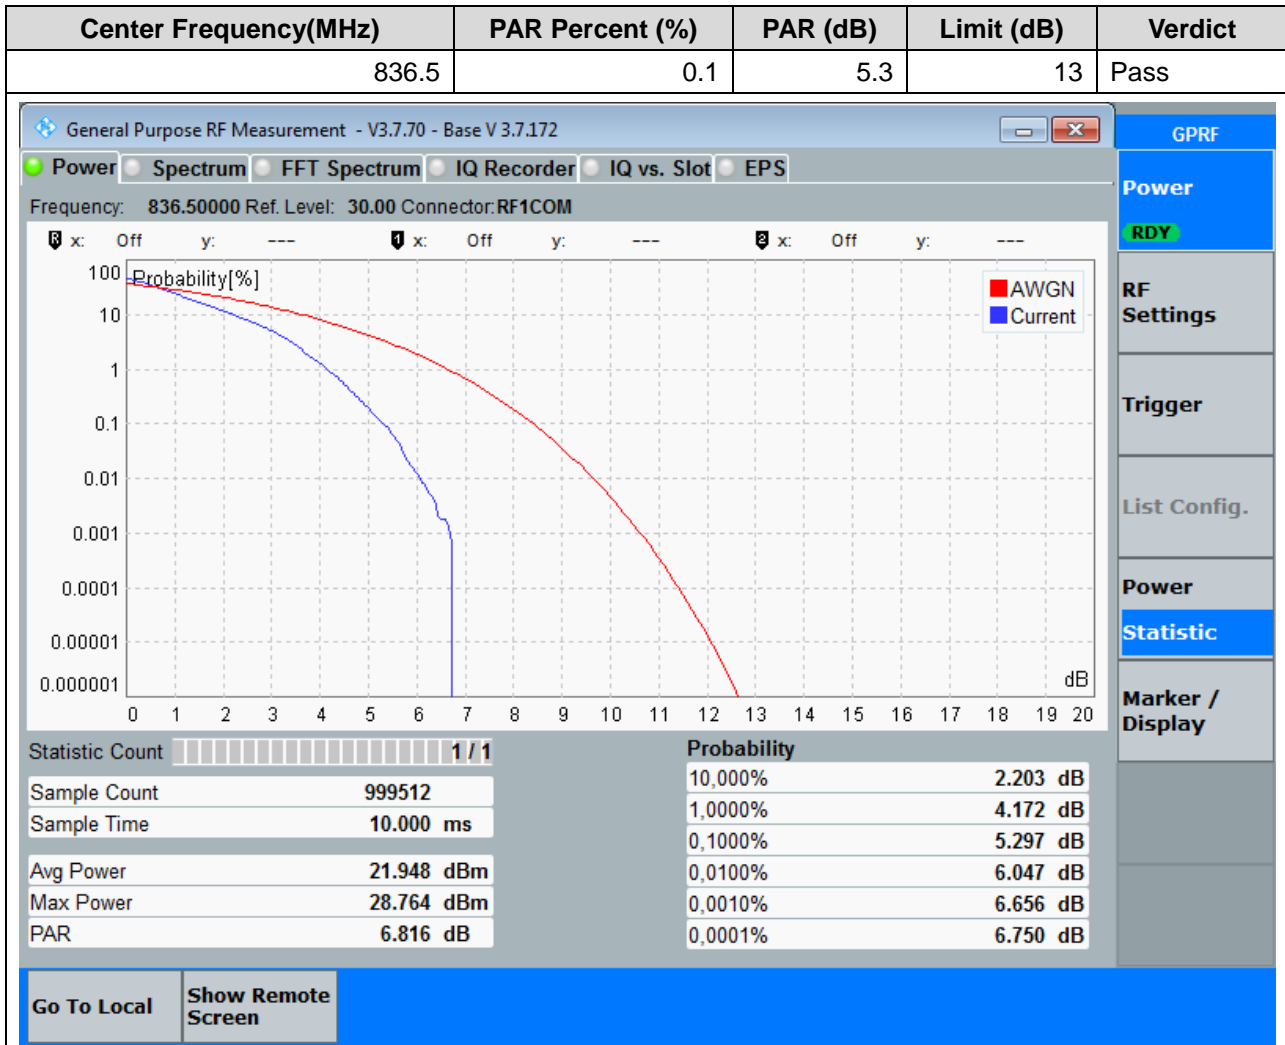 Center Frequency(MHz) PAR Percent (%) PAR (dB) Limit (dB) Verdict
836.5 0.1 5.3 13 Pass
General Purpose RF Measurement - V3.7.70 - Base V 3.7.172
GPRF
Power Spectrum FFT Spectrum IQ Recorder IQ vs. Slot EPS
Frequency: 836.50000 Ref. Level: 30.00 Connector: RF1COM
R x: Off y: --- 1 x: Off y: --- 2 x: Off y: ---
Probability[%]
100
10
1
0.1
0.01
0.001
0.0001
0.00001
0.000001
AWGN
Current
dB
0 1 2 3 4 5 6 7 8 9 10 11 12 13 14 15 16 17 18 19 20
Statistic Count 1 / 1
Sample Count 999512
Sample Time 10.000 ms
Avg Power 21.948 dBm
Max Power 28.764 dBm
PAR 6.816 dB
Probability
10,000% 2.203 dB
1,0000% 4.172 dB
0,1000% 5.297 dB
0,0100% 6.047 dB
0,0010% 6.656 dB
0,0001% 6.750 dB
Power
RDY
RF
Settings
Trigger
List Config.
Power
Statistic
Marker /
Display
Go To Local
Show Remote
Screen